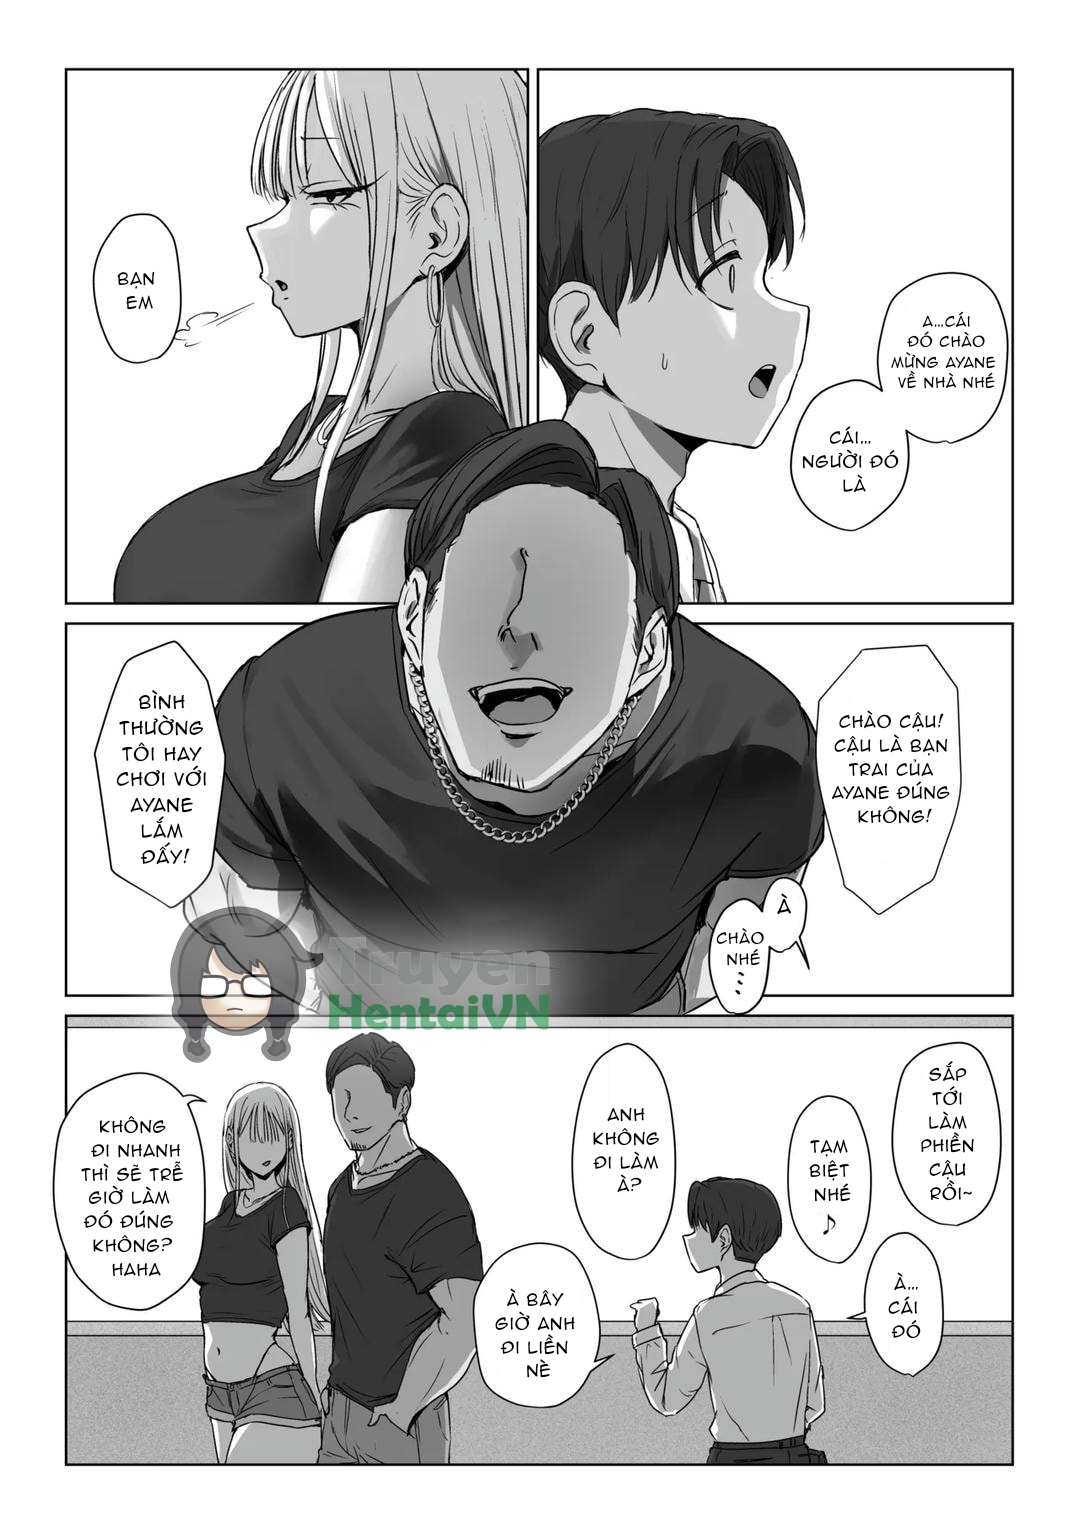 A...CÁI
ĐÓ CHÀO
MỪNG AYANE
VỀ NHÀ NHÉ
CÁI...
NGƯỜI ĐÓ
LÀ
BẠN
EM
CHÀO CẬU!
CẬU LÀ BẠN
TRAI CỦA
AYANE ĐÚNG
KHÔNG!
BÌNH
THƯỜNG
TÔI HAY
CHƠI VỚI
AYANE
LẮM
ĐẤY!
À
CHÀO
NHÉ
...
Truyen
HentaiVN
SẮP
TỚI
LÀM
PHIỀN
CẬU
RỒI~
TẠM
BIỆT
NHÉ
♪
À...
CÁI
ĐÓ
ANH
KHÔNG
ĐI LÀM
À?
À BÂY
GIỜ ANH
ĐI LIỀN
NÈ
KHÔNG
ĐI NHANH
THÌ SẼ TRỄ
GIỜ LÀM
ĐÓ ĐÚNG
KHÔNG?
HAHA